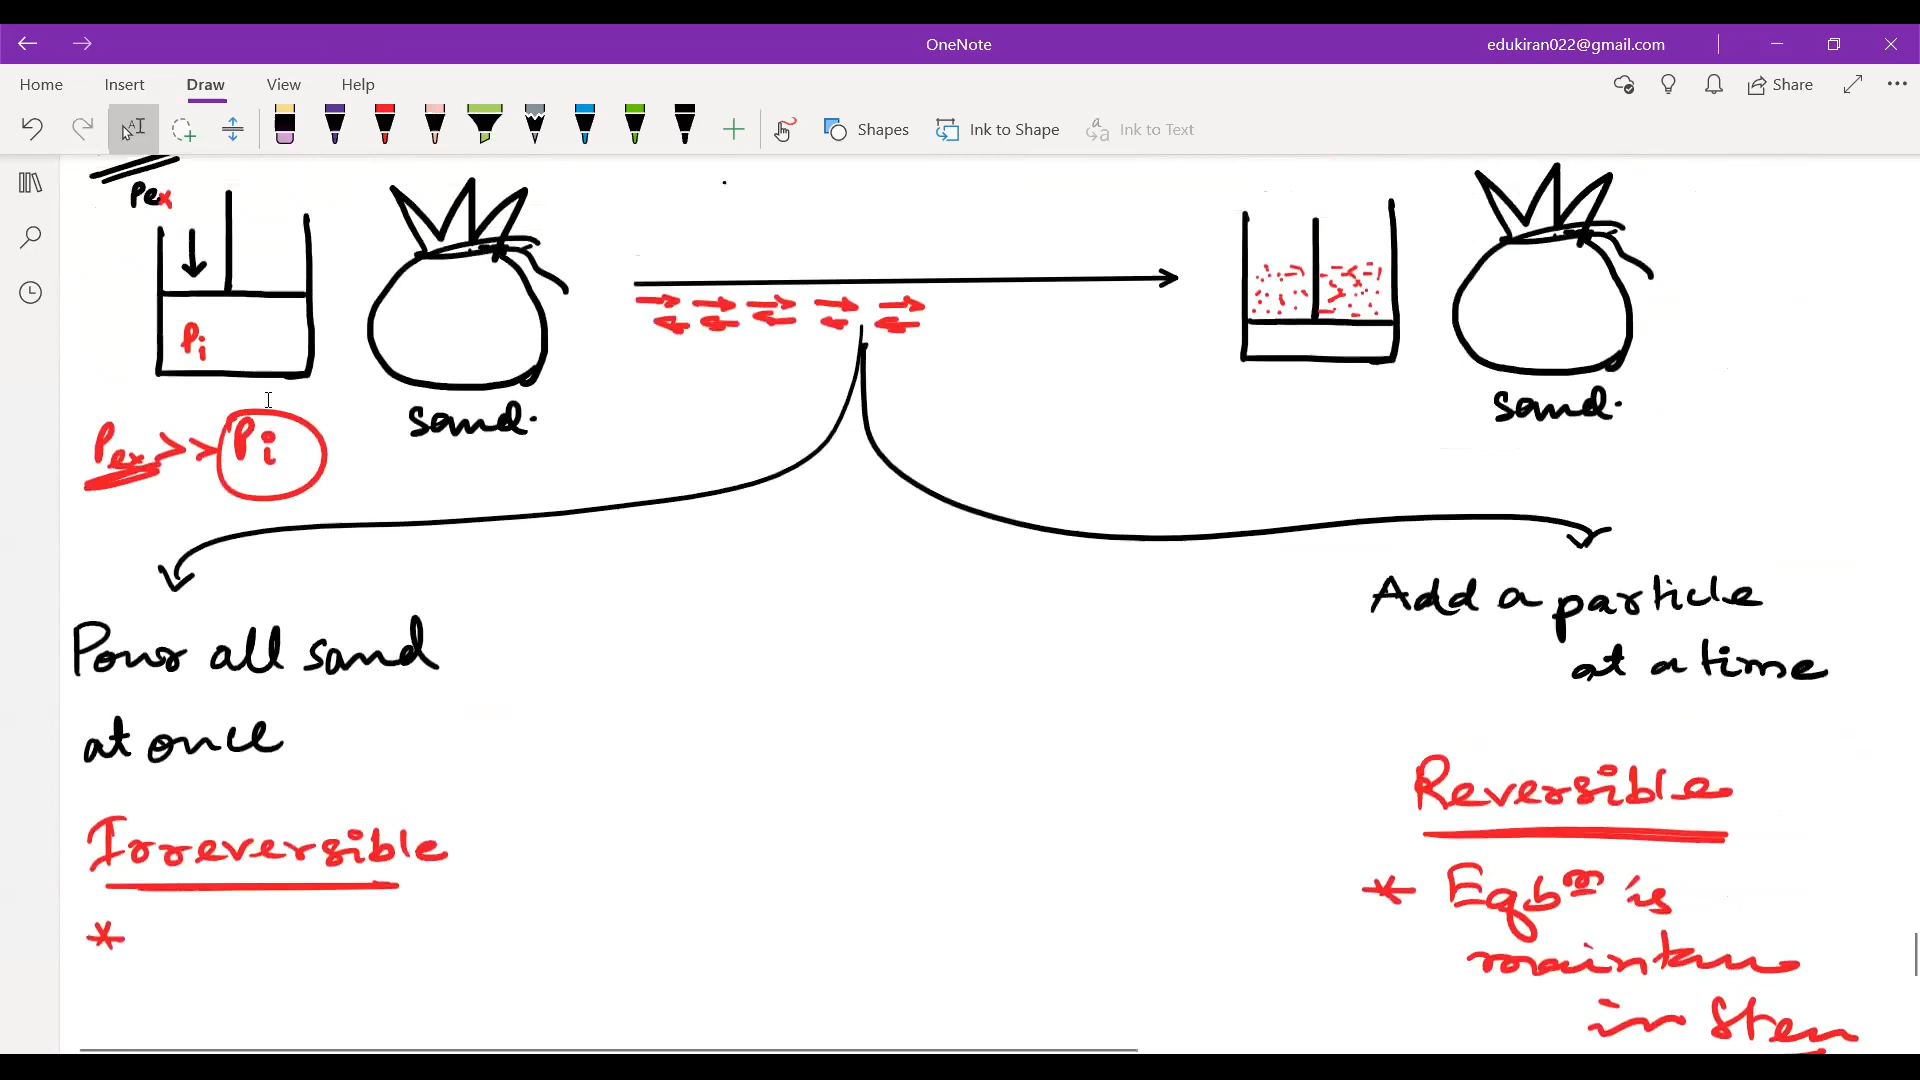 OneNote
edukiran022@gmail.com
Home Insert Draw View Help
Share
Shapes Ink to Shape Ink to Text
Pex
Pi
sand.
sand.
Pex >> Pi
Pour all sand
at once
Irreversible
*
Add a particle
at a time
Reversible
* Eqbm is
maintain
in